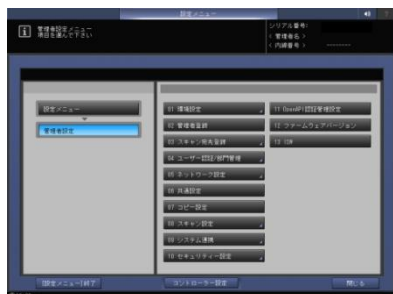 設定メニュー
管理者設定メニュー
項目を選んで下さい
シリアル番号:
< 管理者名 >
< 内線番号 > --------
設定メニュー
管理者設定
01 環境設定
02 管理者登録
03 スキャン宛先登録
04 ユーザー認証/部門管理
05 ネットワーク設定
06 共通設定
07 コピー設定
08 スキャン設定
09 システム連携
10 セキュリティー設定
11 OpenAPI認証管理設定
12 ファームウェアバージョン
13 ISW
[設定メニュー]終了
コントローラー設定
閉じる